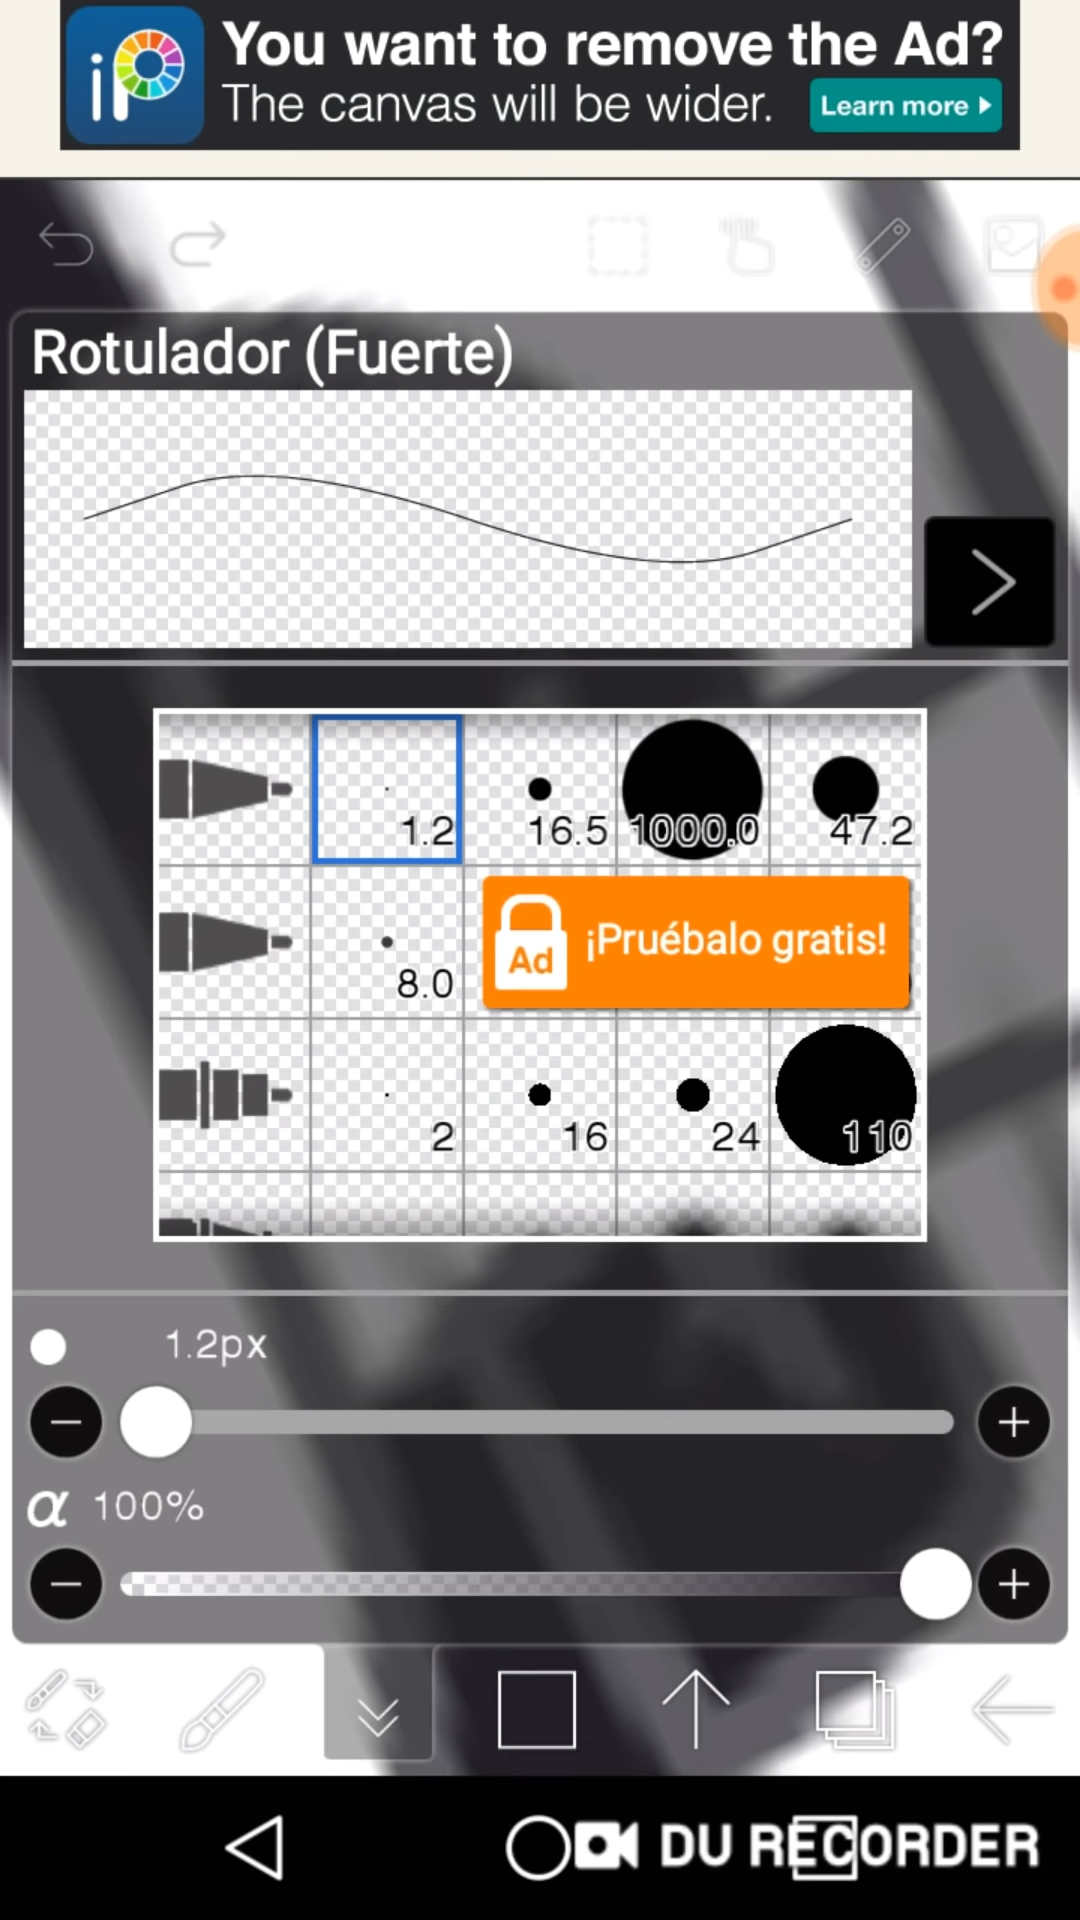 You want to remove the Ad?
The canvas will be wider.
Learn more
Rotulador (Fuerte)
1.2
16.5
1000.0
47.2
8.0
Ad
¡Pruébalo gratis!
2
16
24
110
1.2px
α 100%
DU RECORDER